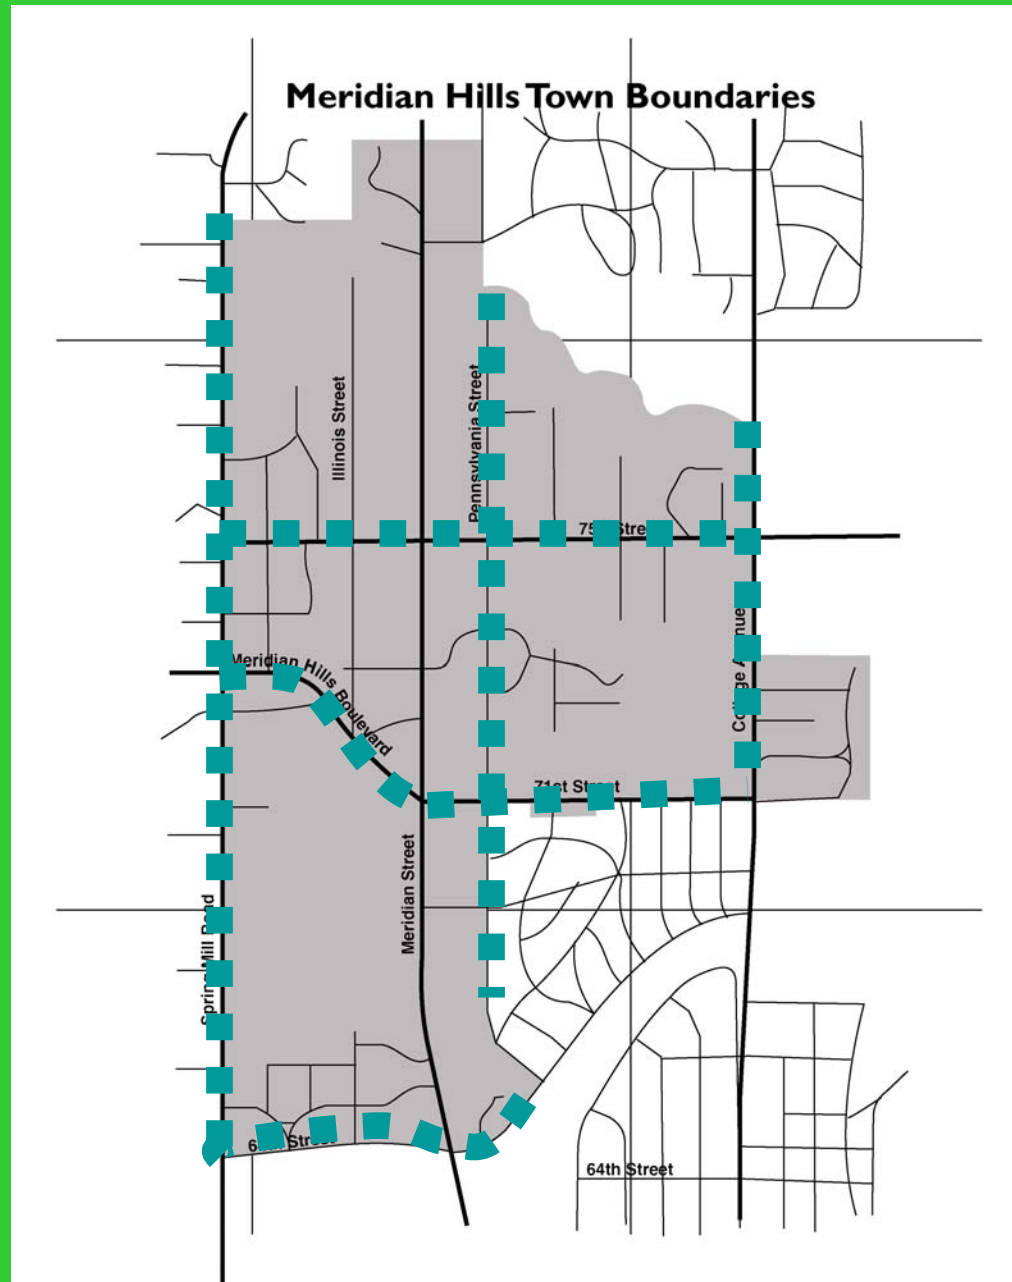 Meridian Hills Town Boundaries
Illinois Street
Pennsylvania Street
Meridian Hills Boulevard
71st Street
Meridian Street
64th Street